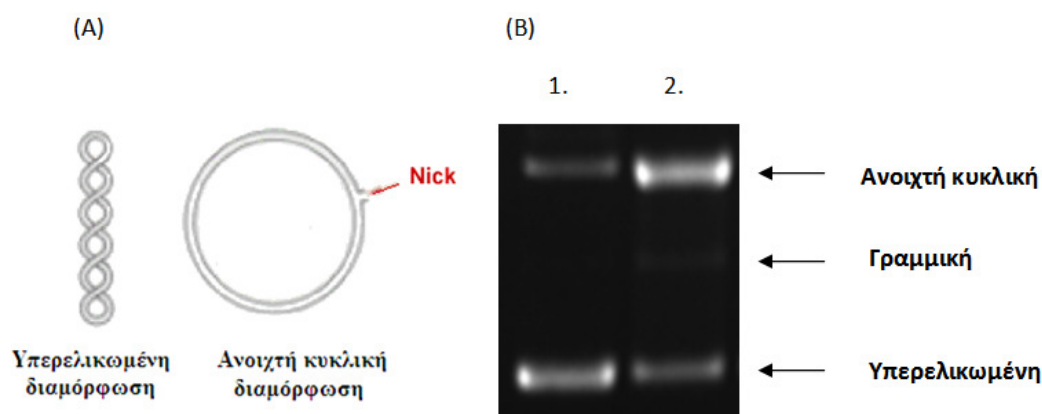 (A)
(B)
1.
2.
Nick
Υπερελικωμένη
διαμόρφωση
Ανοιχτή κυκλική
διαμόρφωση
Ανοιχτή κυκλική
Γραμμική
Υπερελικωμένη